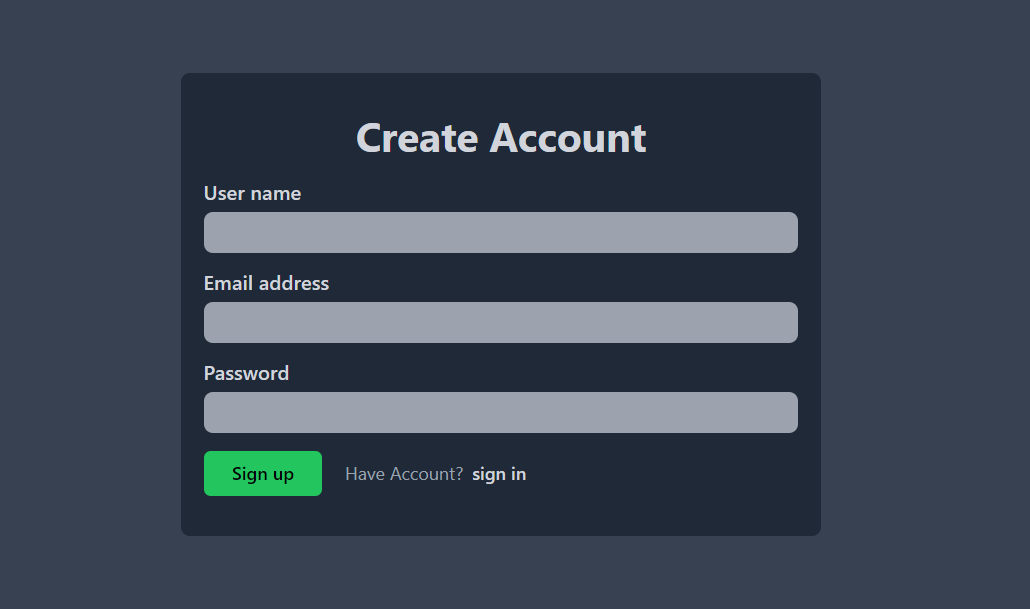 Create Account
User name
Email address
Password
Sign up
Have Account? sign in